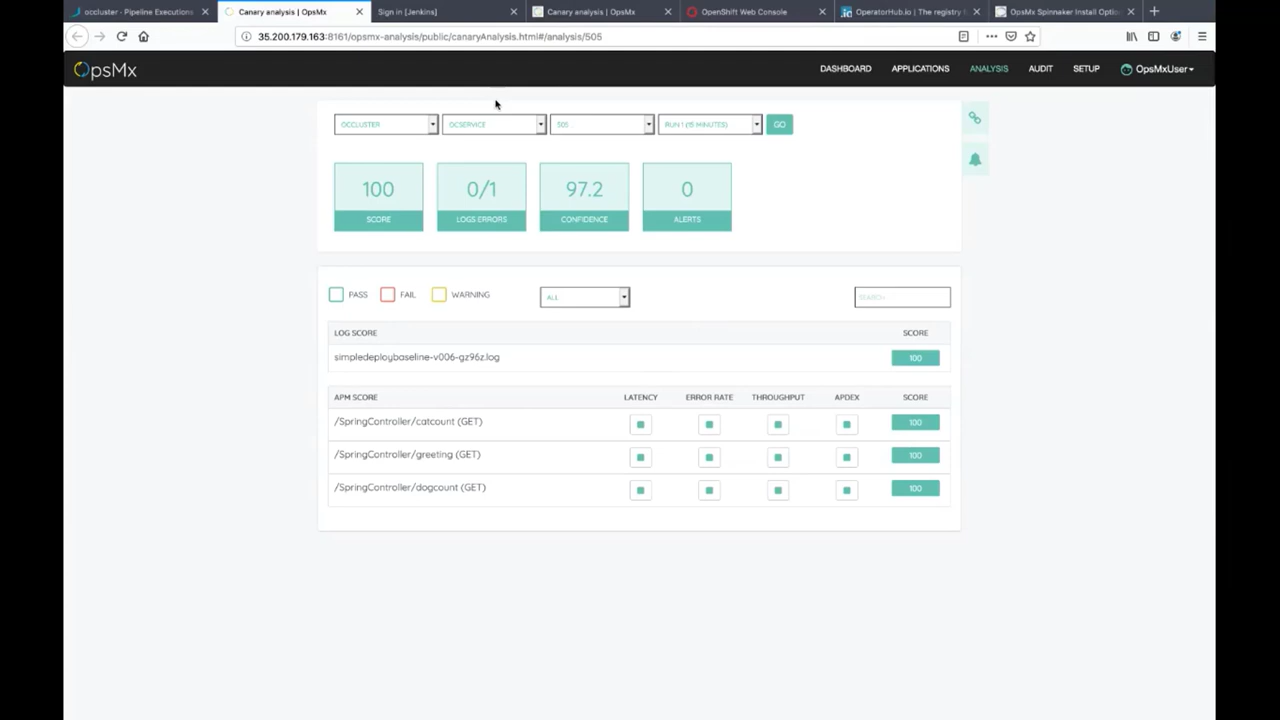 occluster - Pipeline Executions
Canary analysis | OpsMx
Sign in [Jenkins]
Canary analysis | OpsMx
OpenShift Web Console
OperatorHub.io | The registry f
OpsMx Spinnaker Install Optio
35.200.179.163:8161/opsmx-analysis/public/canaryAnalysis.html#/analysis/505
OpsMx
DASHBOARD
APPLICATIONS
ANALYSIS
AUDIT
SETUP
OpsMxUser
OCCLUSTER
OCSERVICE
505
RUN 1 (15 MINUTES)
GO
100
SCORE
0/1
LOGS ERRORS
97.2
CONFIDENCE
0
ALERTS
PASS
FAIL
WARNING
ALL
SEARCH
LOG SCORE SCORE
simpledeploybaseline-v006-gz96z.log 100
APM SCORE LATENCY ERROR RATE THROUGHPUT APDEX SCORE
/SpringController/catcount (GET) 100
/SpringController/greeting (GET) 100
/SpringController/dogcount (GET) 100